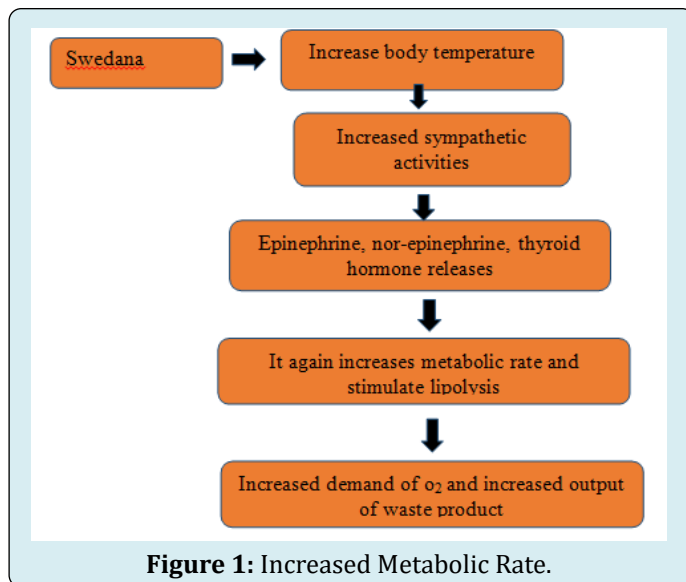 Swedana
Increase body temperature
Increased sympathetic
activities
Epinephrine, nor-epinephrine, thyroid
hormone releases
It again increases metabolic rate and
stimulate lipolysis
Increased demand of o₂ and increased output
of waste product
Figure 1: Increased Metabolic Rate.